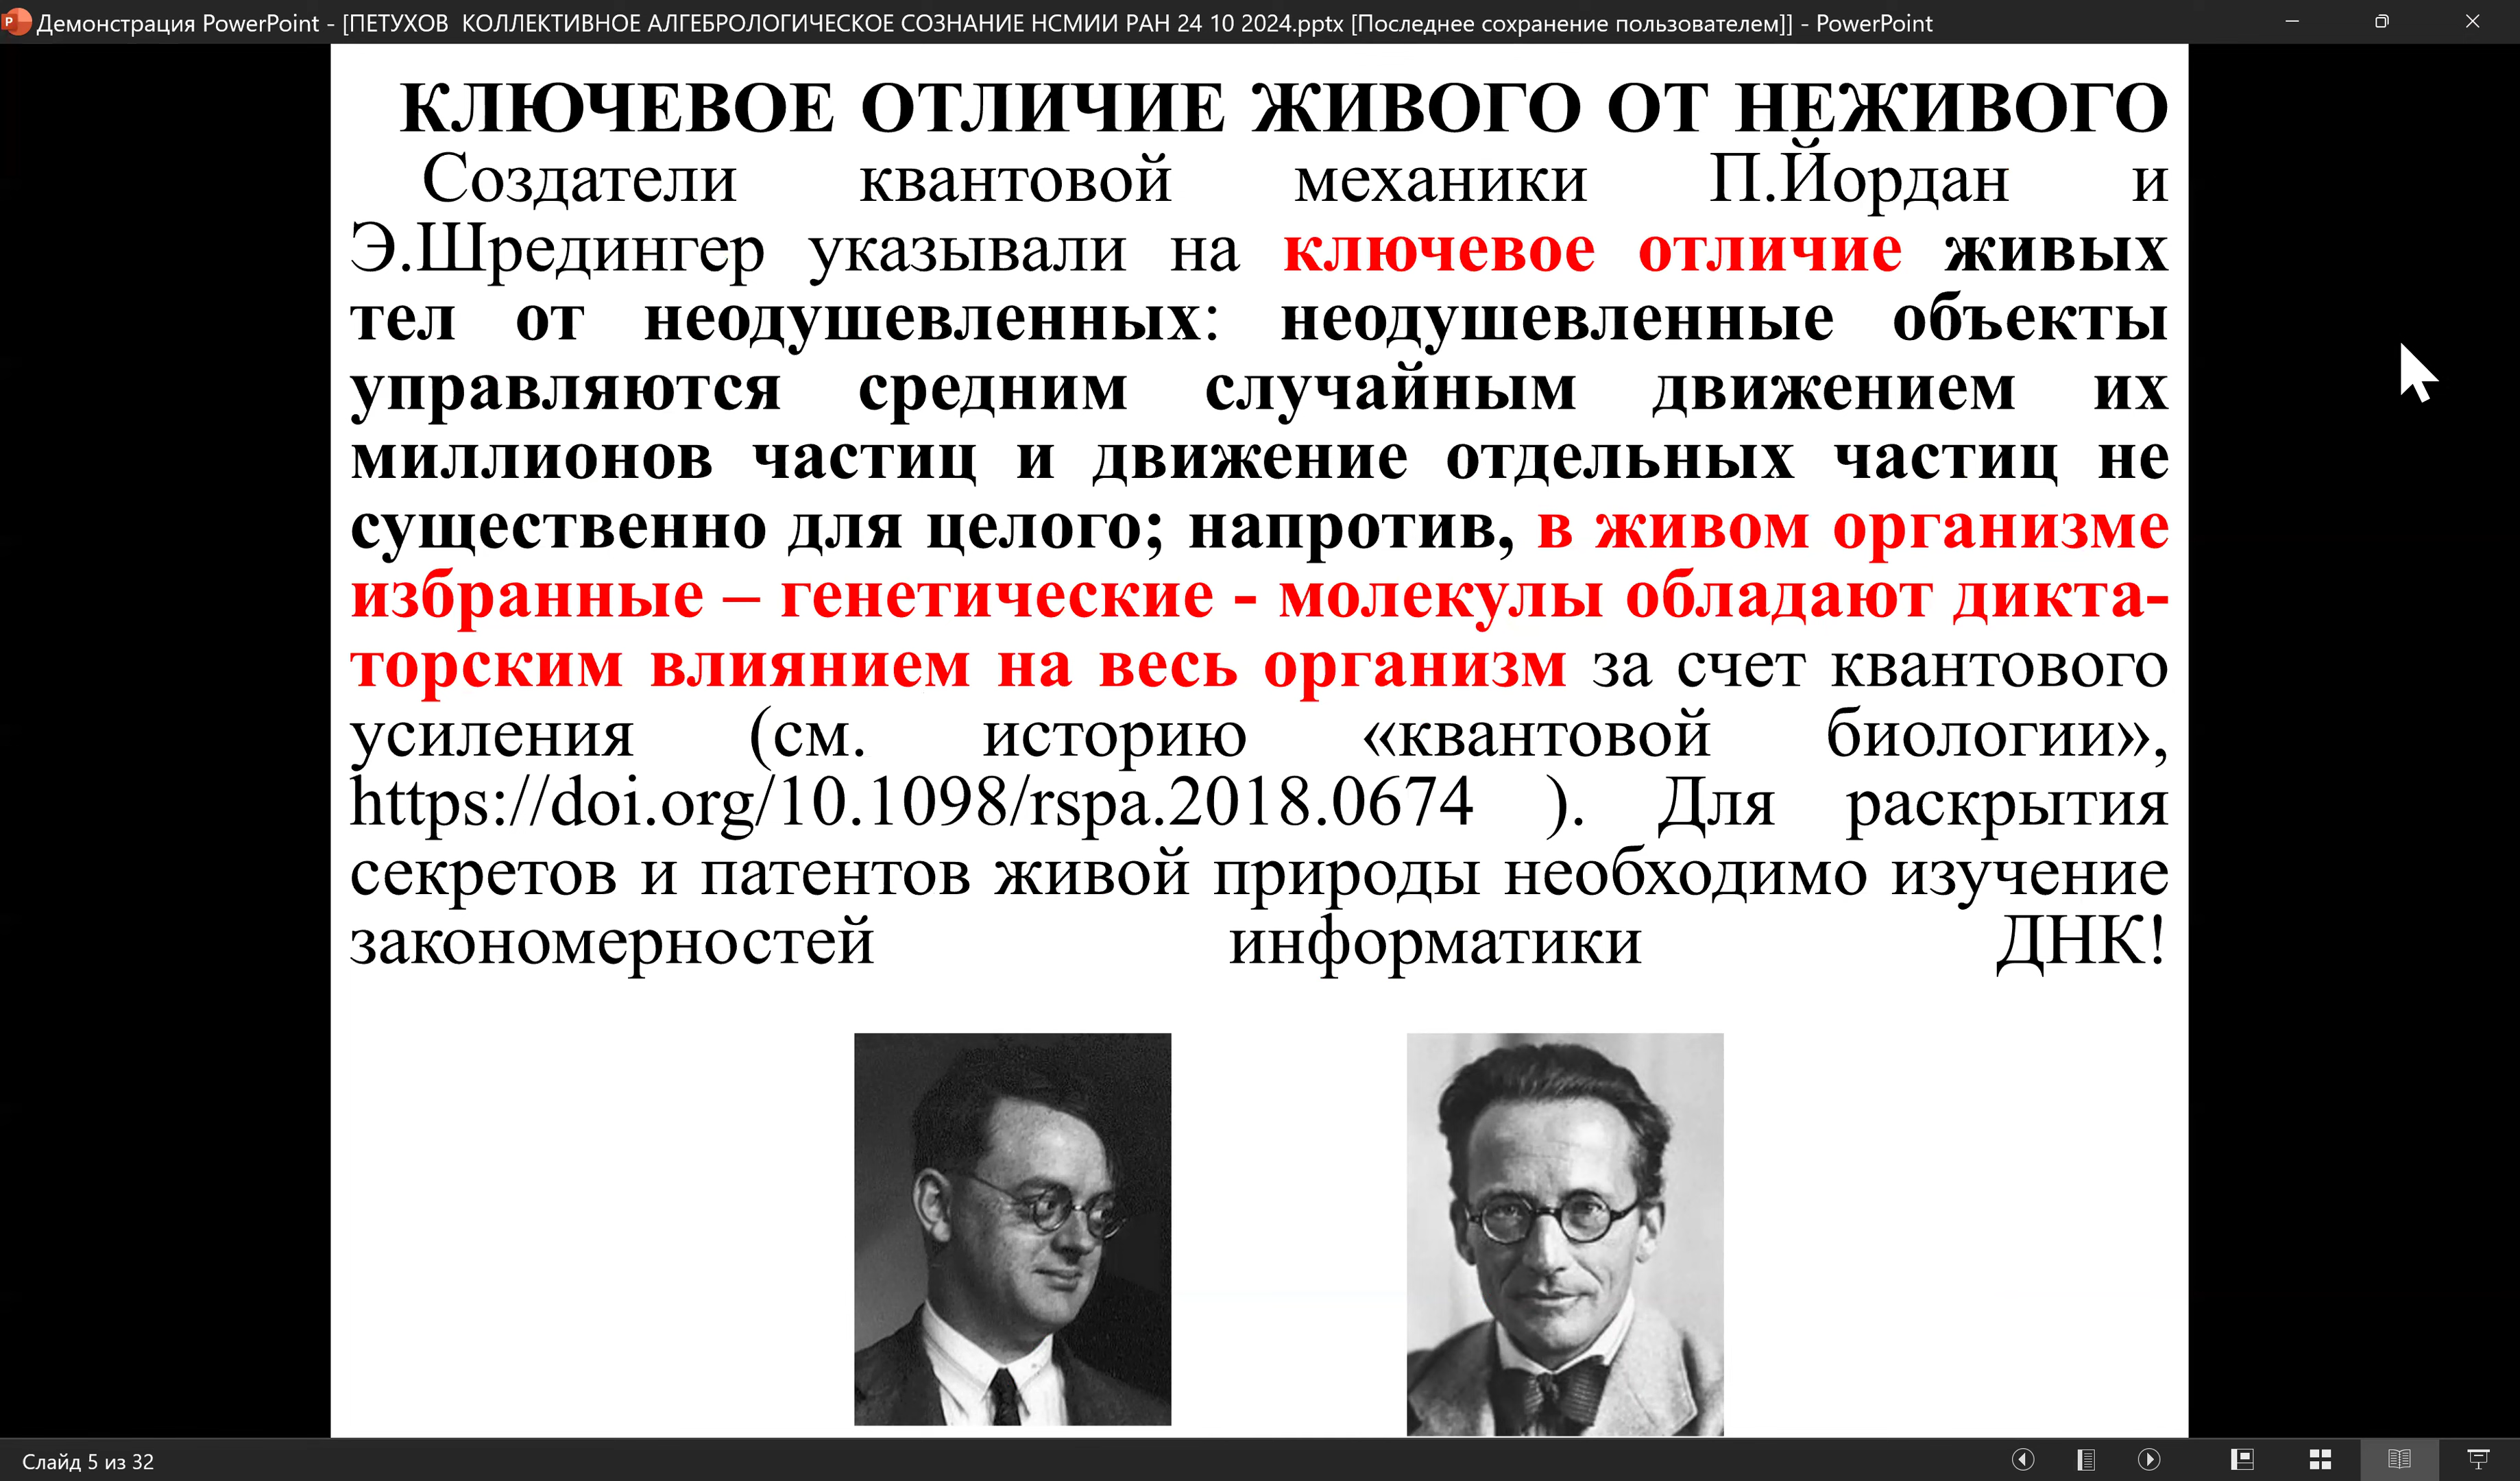 Демонстрация PowerPoint - [ПЕТУХОВ  КОЛЛЕКТИВНОЕ АЛГЕБРОЛОГИЧЕСКОЕ СОЗНАНИЕ НСМИИ РАН 24 10 2024.pptx [Последнее сохранение пользователем]] - PowerPoint
КЛЮЧЕВОЕ ОТЛИЧИЕ ЖИВОГО ОТ НЕЖИВОГО
Создатели квантовой механики П.Йордан и
Э.Шредингер указывали на ключевое отличие живых
тел от неодушевленных: неодушевленные объекты
управляются средним случайным движением их
миллионов частиц и движение отдельных частиц не
существенно для целого; напротив, в живом организме
избранные – генетические - молекулы обладают дикта-
торским влиянием на весь организм за счет квантового
усиления (см. историю «квантовой биологии»,
https://doi.org/10.1098/rspa.2018.0674 ). Для раскрытия
секретов и патентов живой природы необходимо изучение
закономерностей информатики ДНК!
Слайд 5 из 32